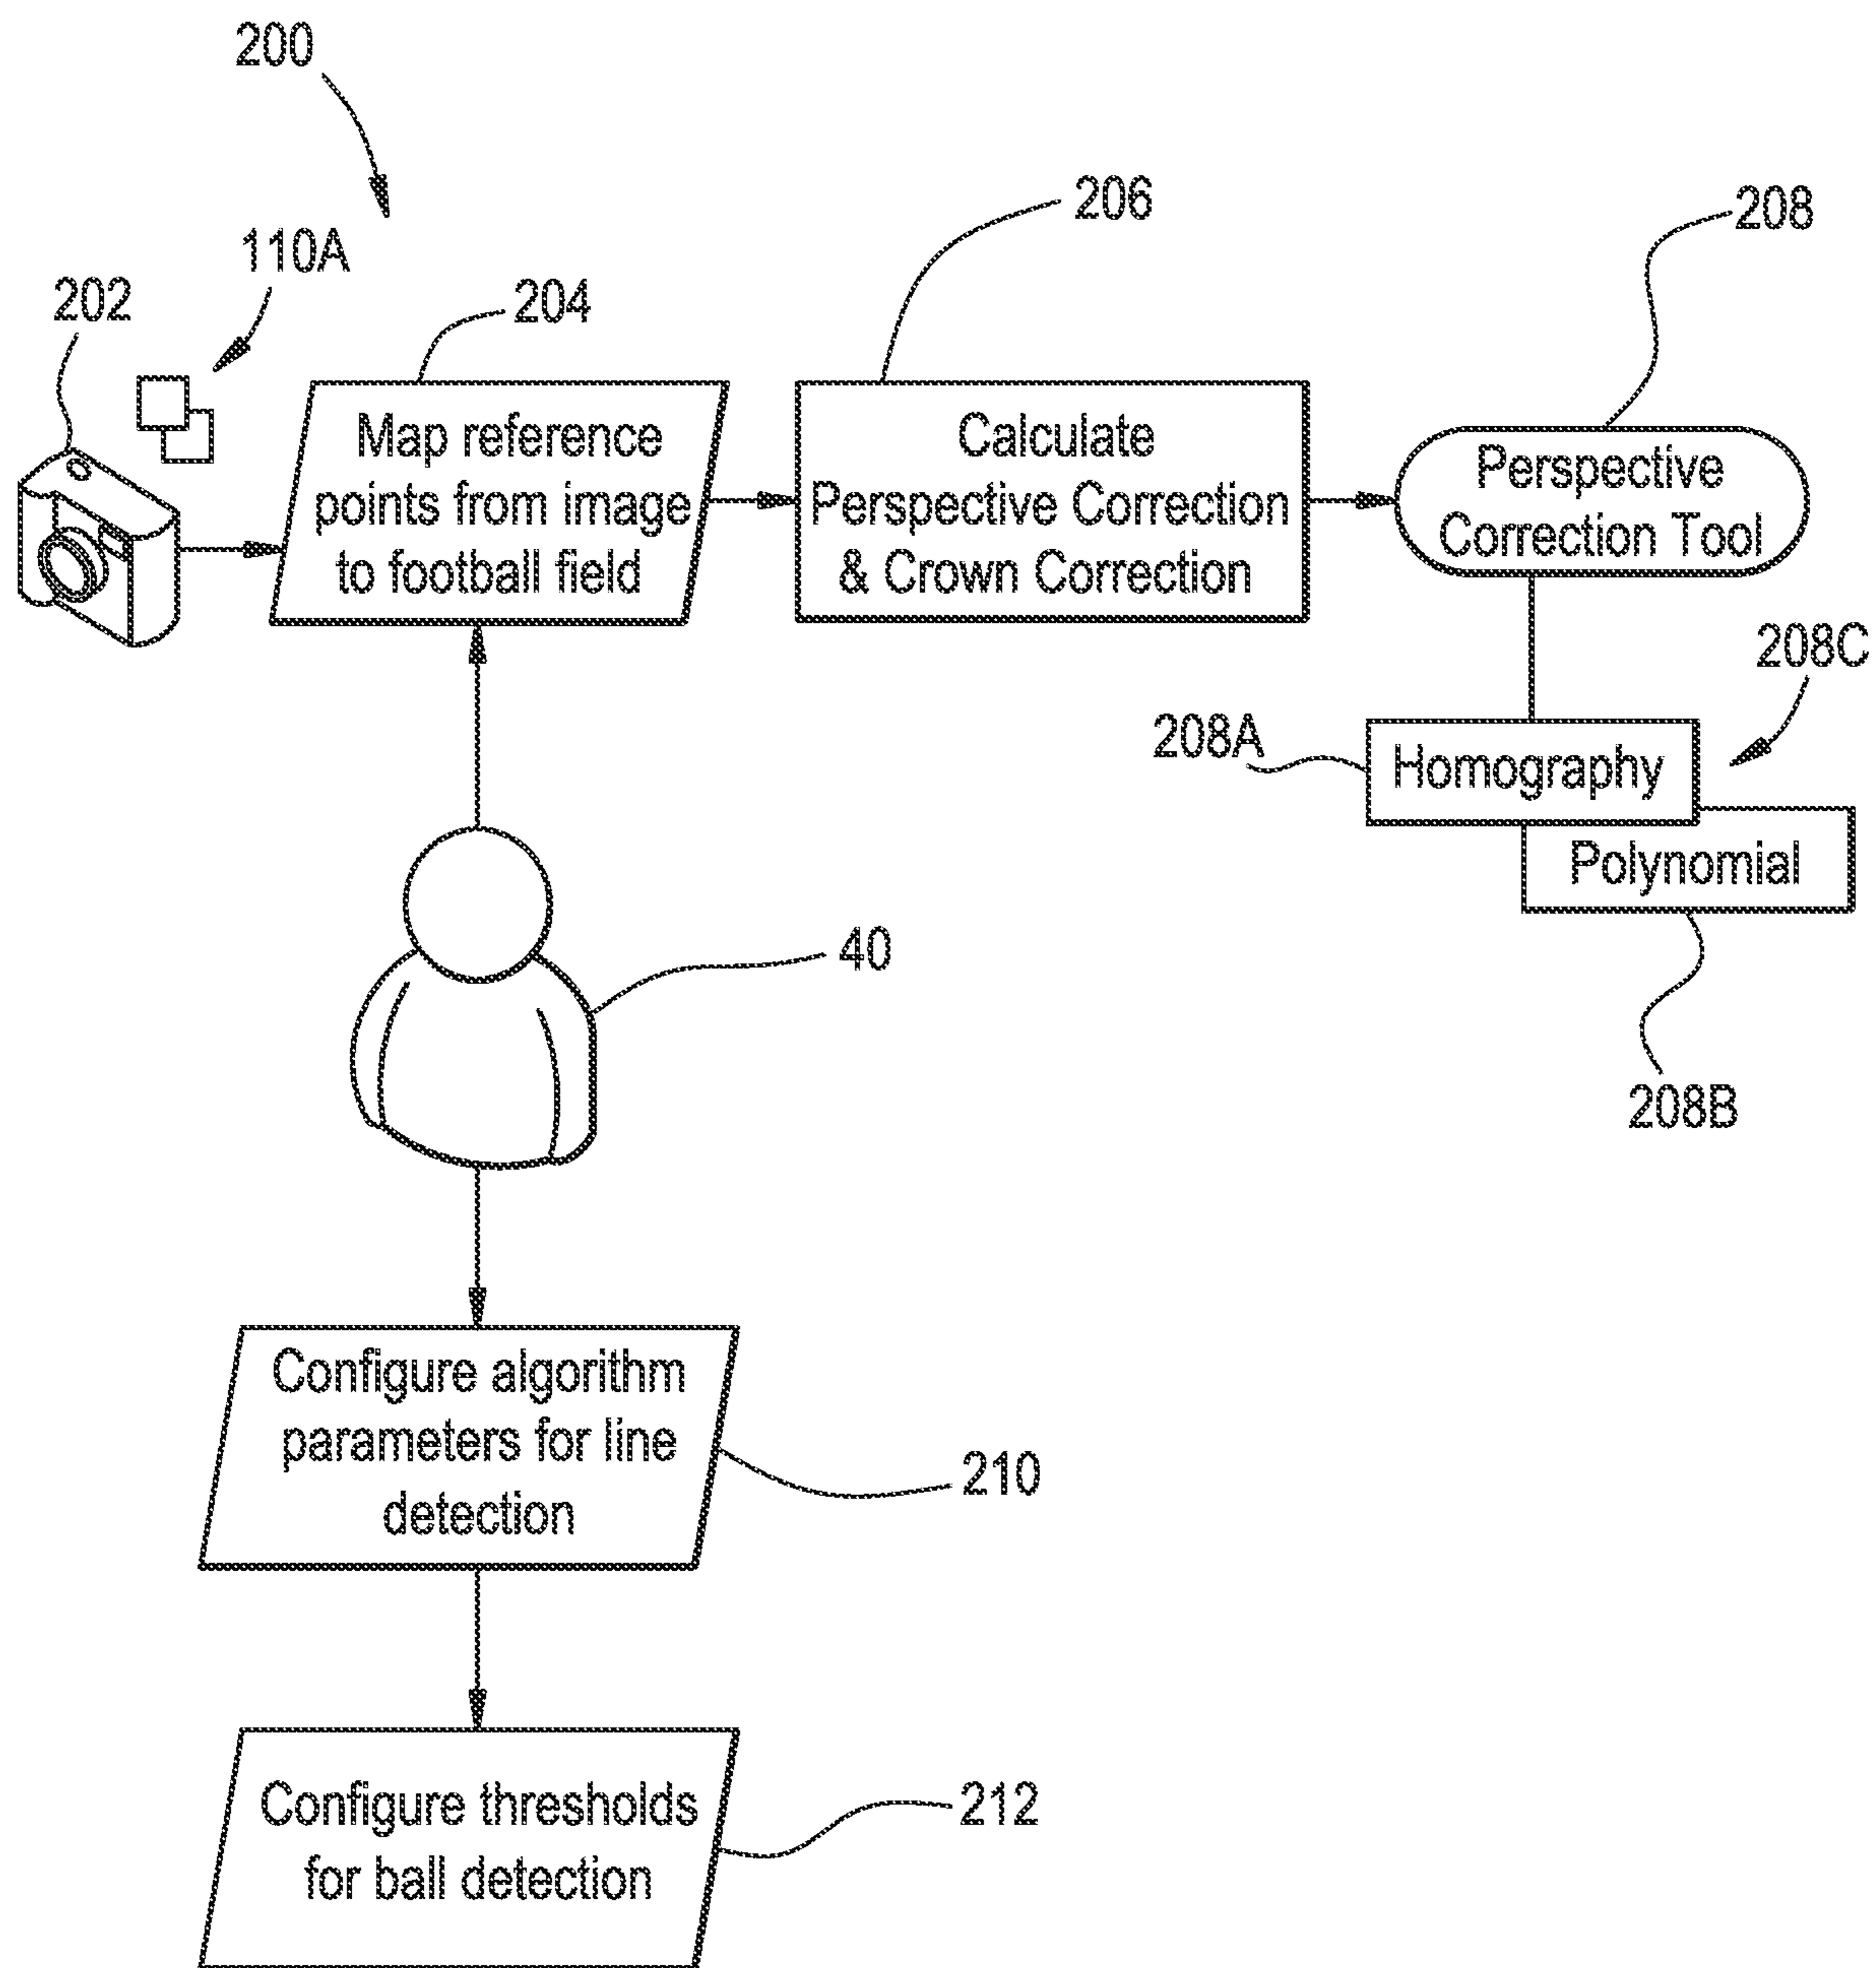 200
110A
202
204
206
208
Map reference
points from image
to football field
Calculate
Perspective Correction
& Crown Correction
Perspective
Correction Tool
208C
208A
Homography
Polynomial
208B
40
Configure algorithm
parameters for line
detection
210
Configure thresholds
for ball detection
212